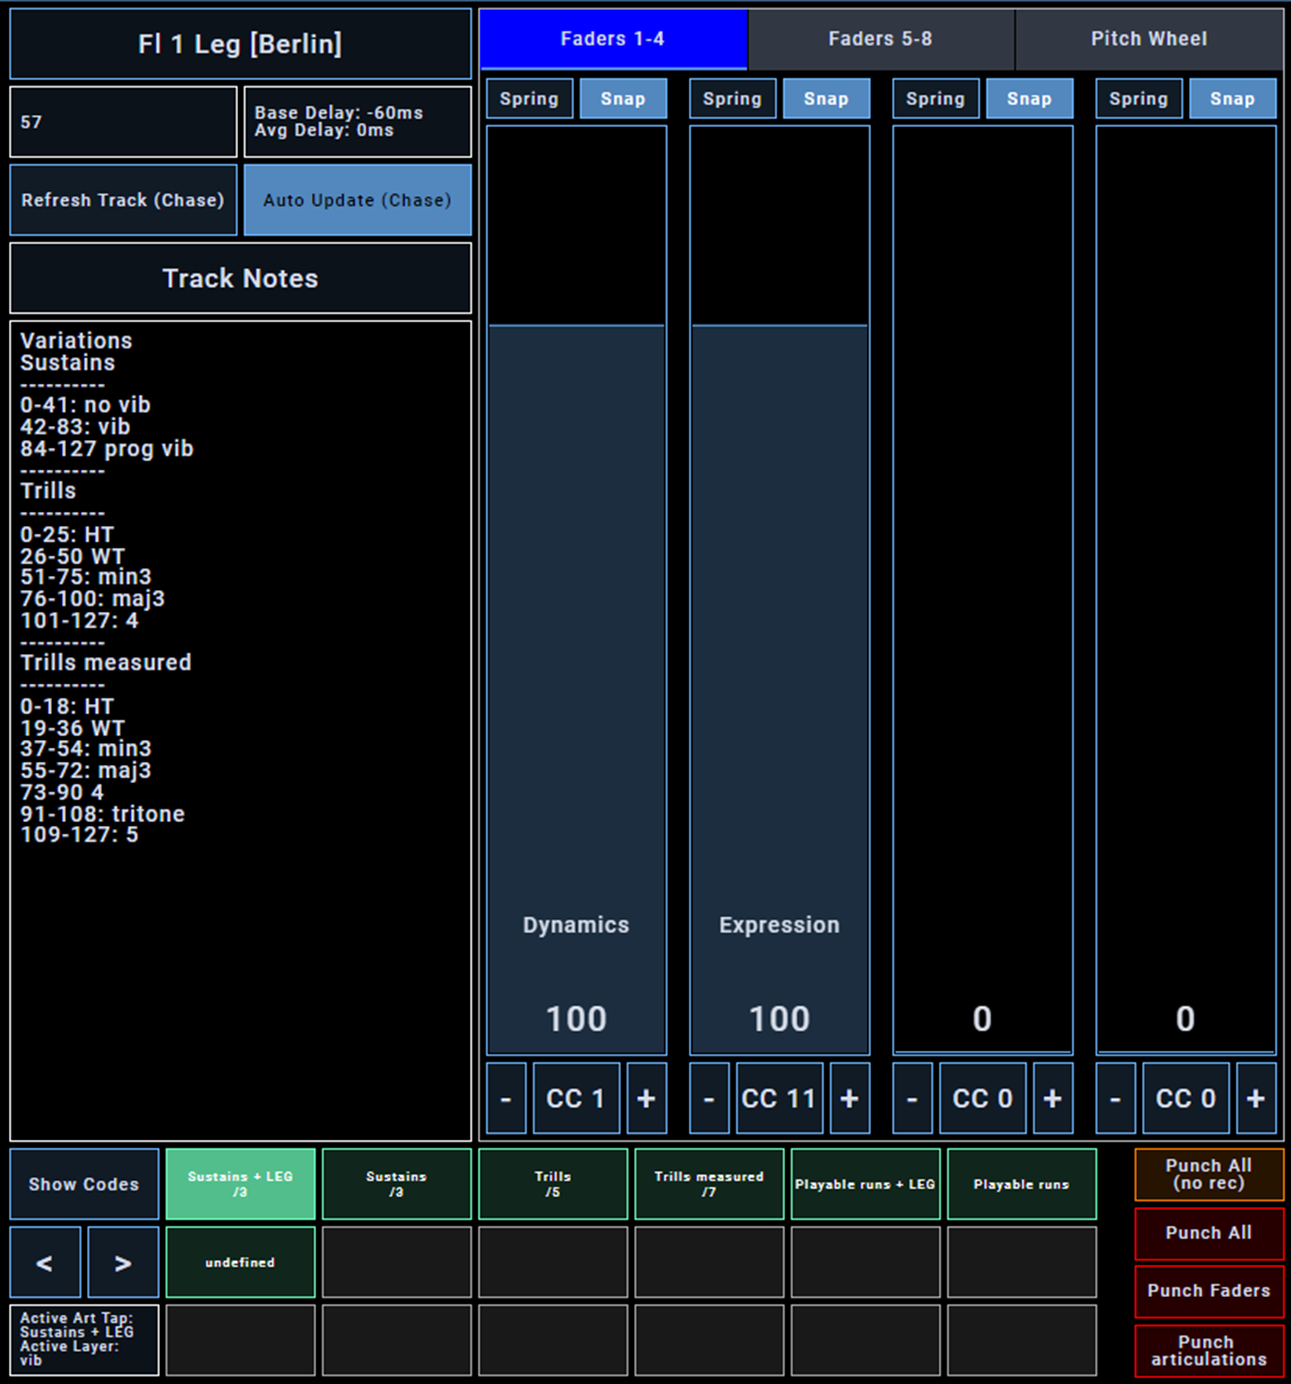 Fl 1 Leg [Berlin]
57
Base Delay: -60ms
Avg Delay: 0ms
Refresh Track (Chase)
Auto Update (Chase)
Track Notes
Variations
Sustains
----------
0-41: no vib
42-83: vib
84-127 prog vib
----------
Trills
----------
0-25: HT
26-50 WT
51-75: min3
76-100: maj3
101-127: 4
----------
Trills measured
----------
0-18: HT
19-36 WT
37-54: min3
55-72: maj3
73-90 4
91-108: tritone
109-127: 5
Faders 1-4
Faders 5-8
Pitch Wheel
Spring
Snap
Spring
Snap
Spring
Snap
Spring
Snap
Dynamics
Expression
100
100
0
0
-
CC 1
+
-
CC 11
+
-
CC 0
+
-
CC 0
+
Show Codes
Sustains + LEG
/3
Sustains
/3
Trills
/5
Trills measured
/7
Playable runs + LEG
Playable runs
<
>
undefined
Active Art Tap:
Sustains + LEG
Active Layer:
vib
Punch All
(no rec)
Punch All
Punch Faders
Punch
articulations